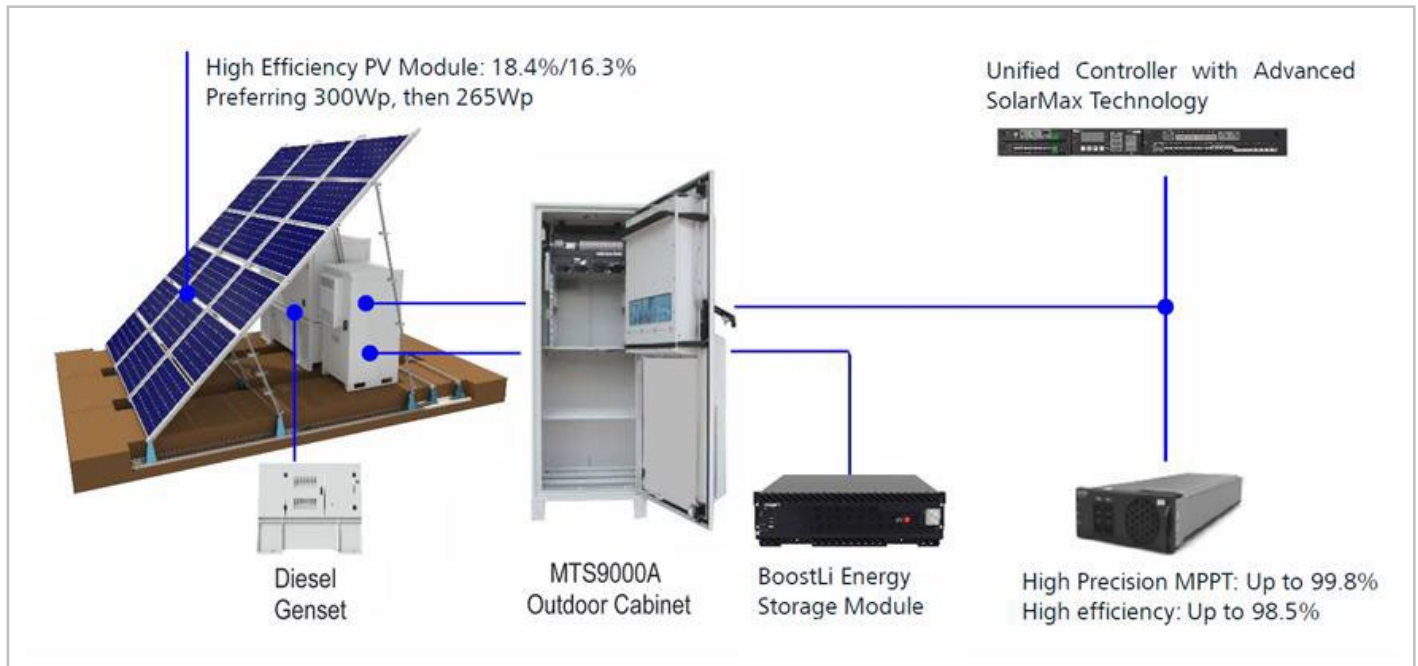 High Efficiency PV Module: 18.4%/16.3%
Preferring 300Wp, then 265Wp
Unified Controller with Advanced
SolarMax Technology
Diesel
Genset
MTS9000A
Outdoor Cabinet
BoostLi Energy
Storage Module
High Precision MPPT: Up to 99.8%
High efficiency: Up to 98.5%